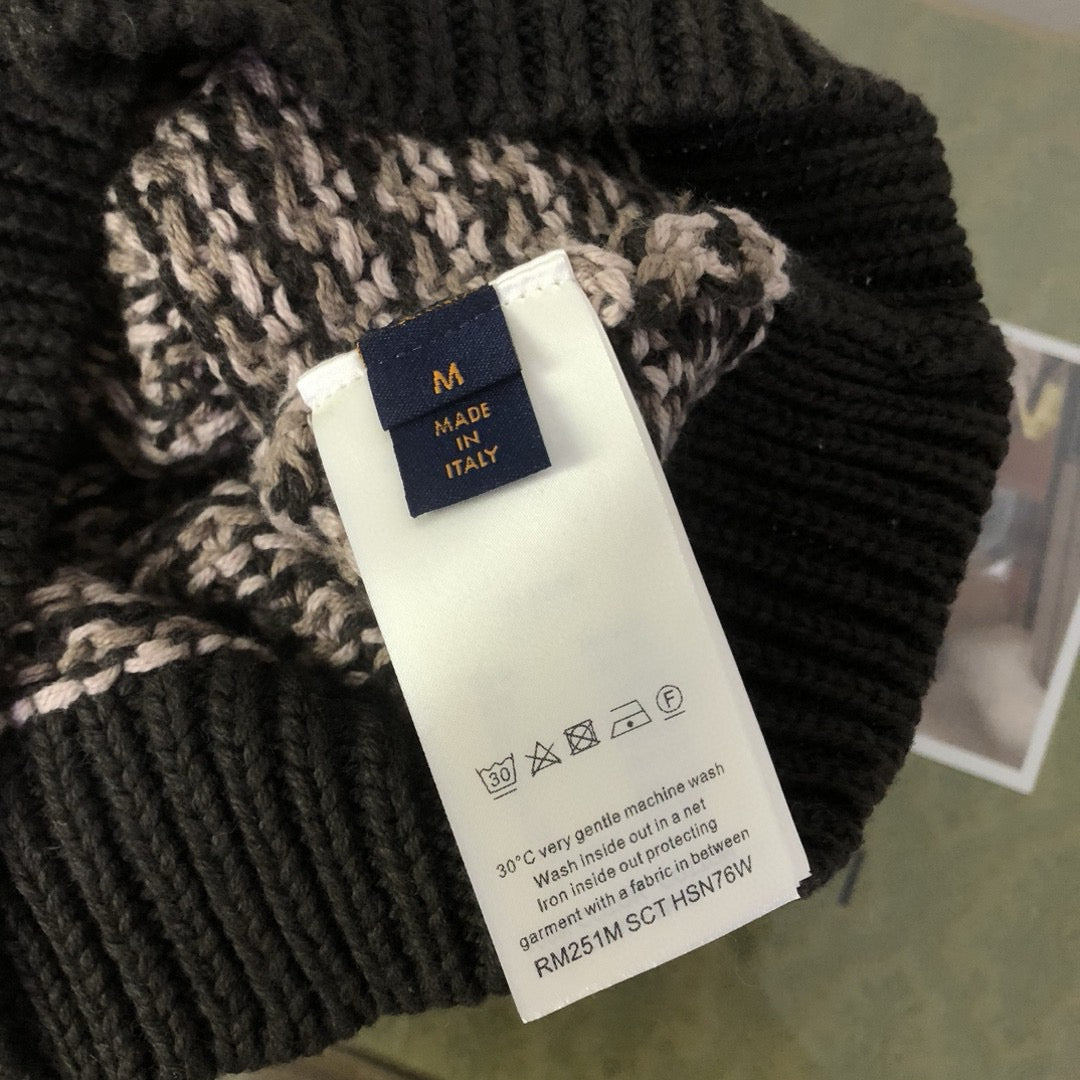 M
MADE
IN
ITALY
30
F
30°C very gentle machine wash
Wash inside out in a net
Iron inside out protecting
garment with a fabric in between
RM251M SCT HSN76W